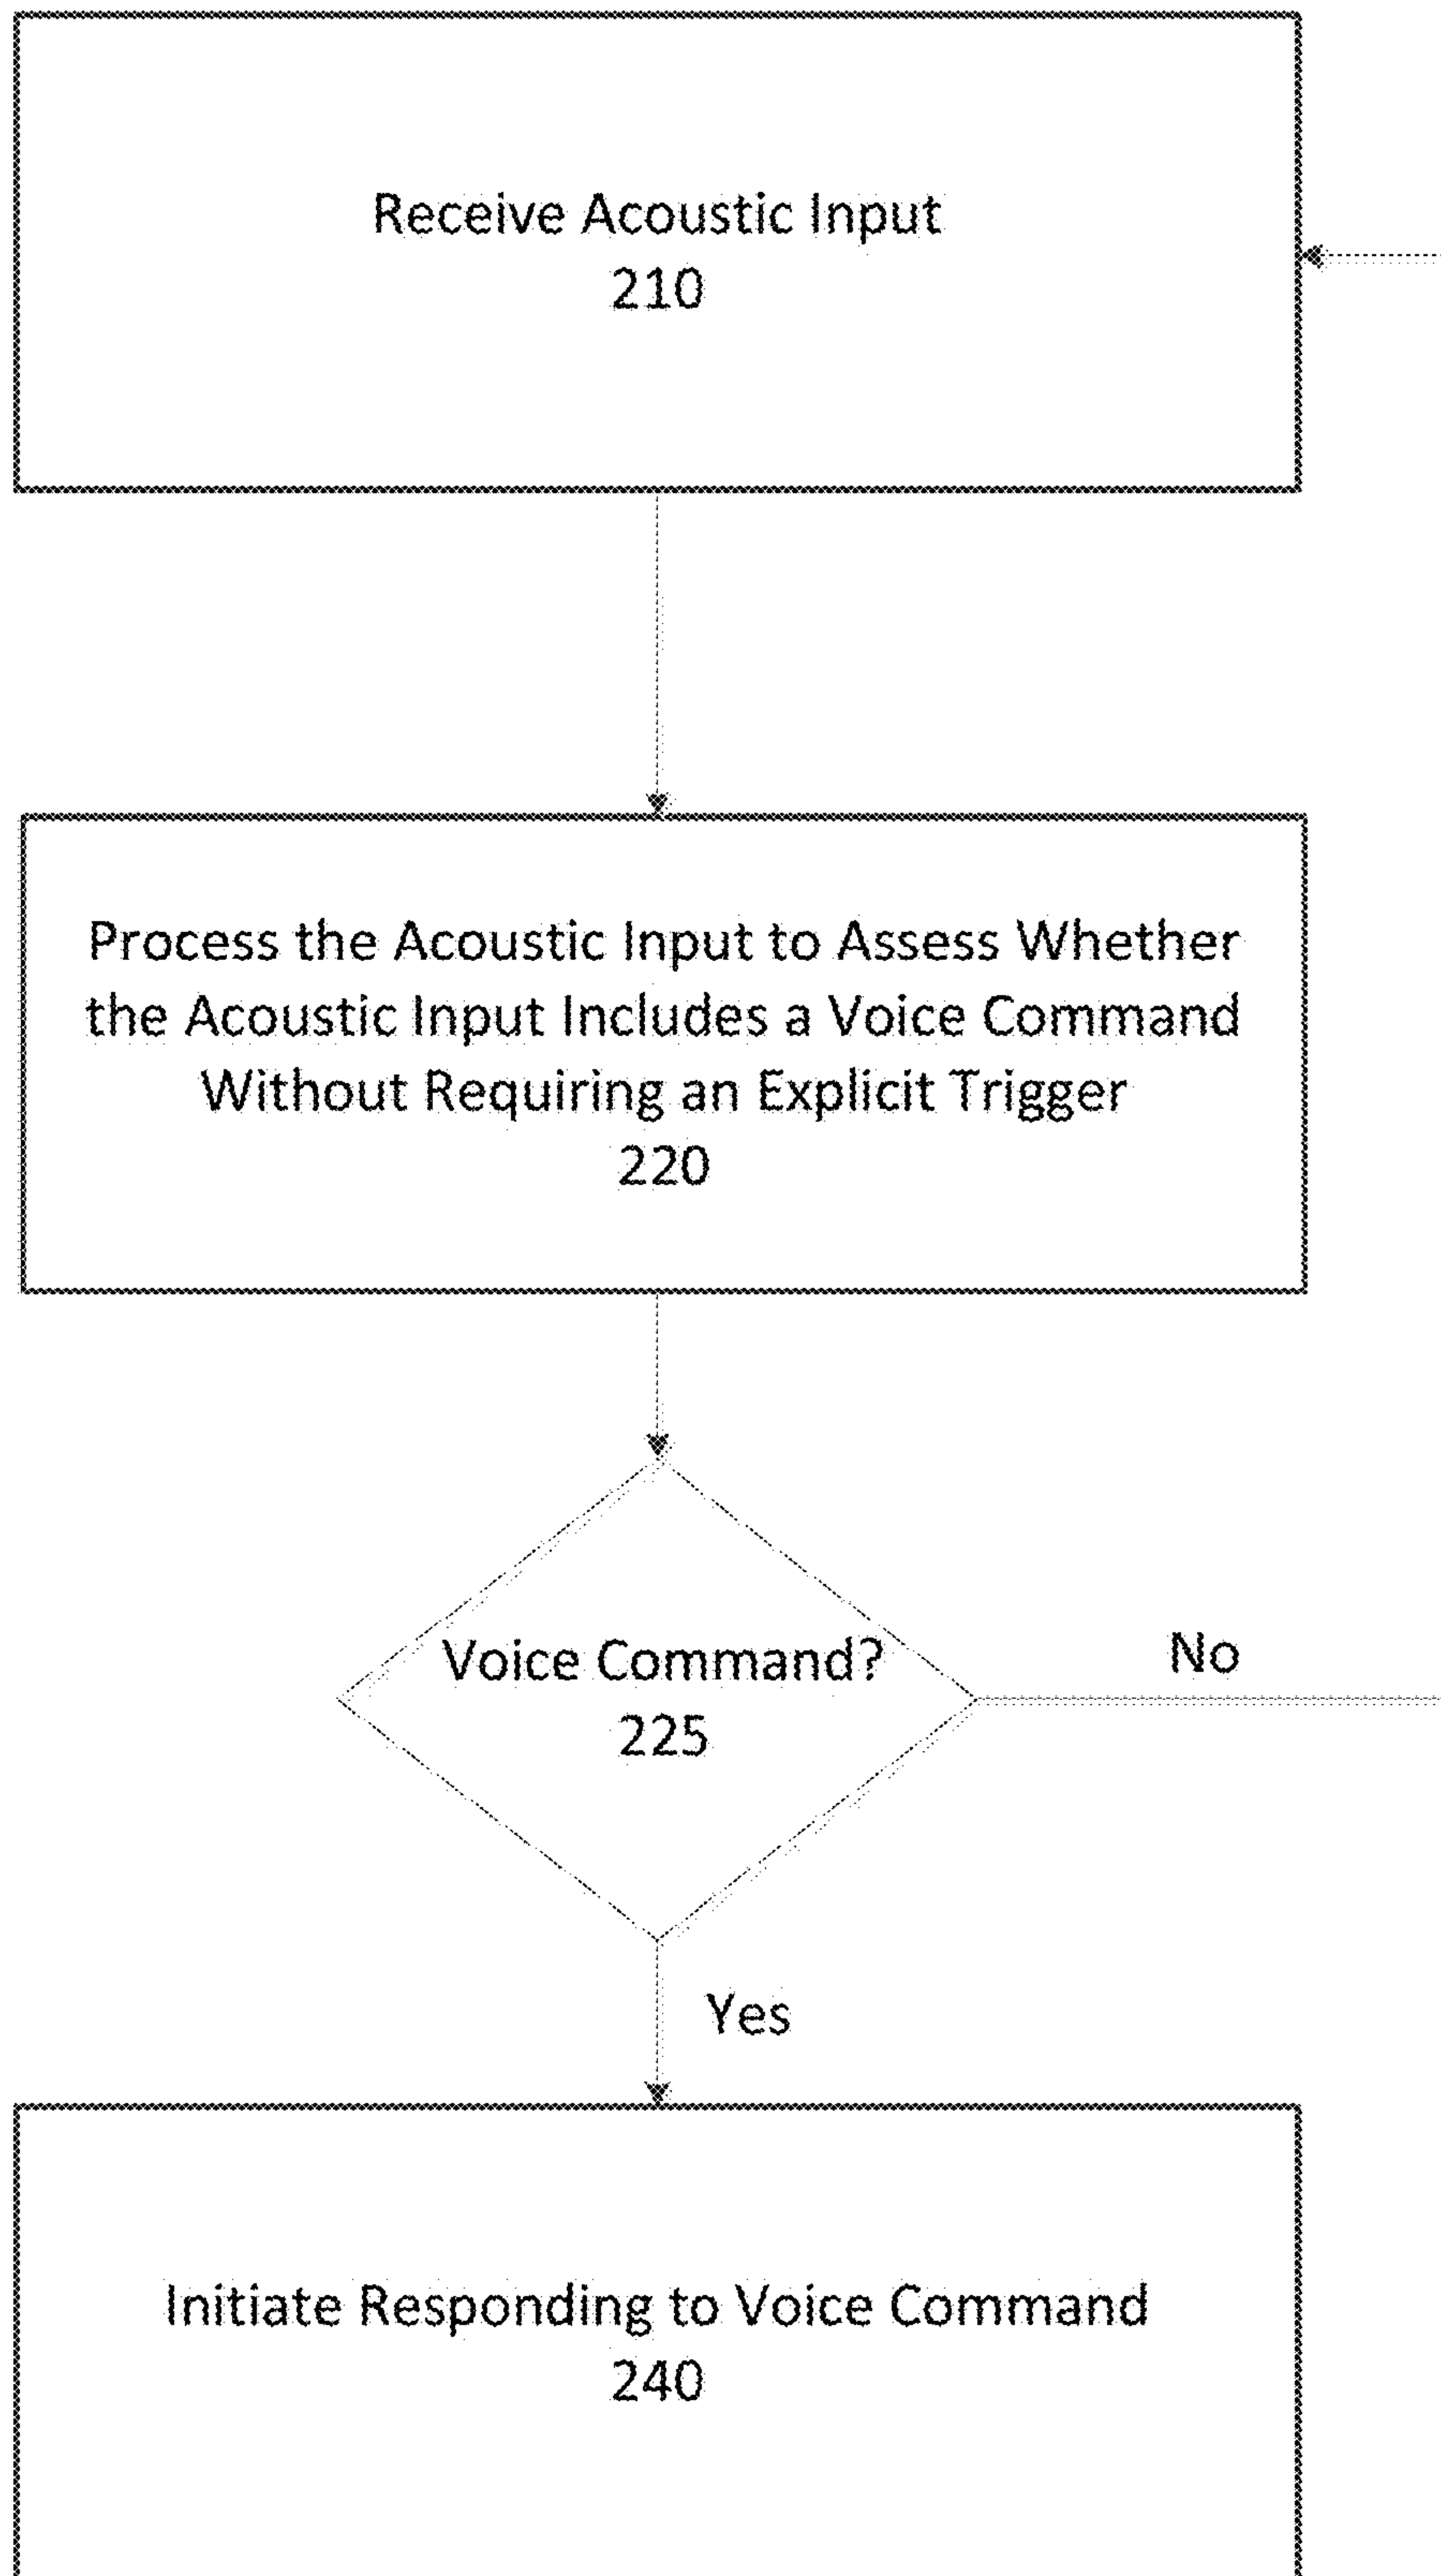 Receive Acoustic Input
210
Process the Acoustic Input to Assess Whether
the Acoustic Input Includes a Voice Command
Without Requiring an Explicit Trigger
220
Voice Command?
225
No
Yes
Initiate Responding to Voice Command
240